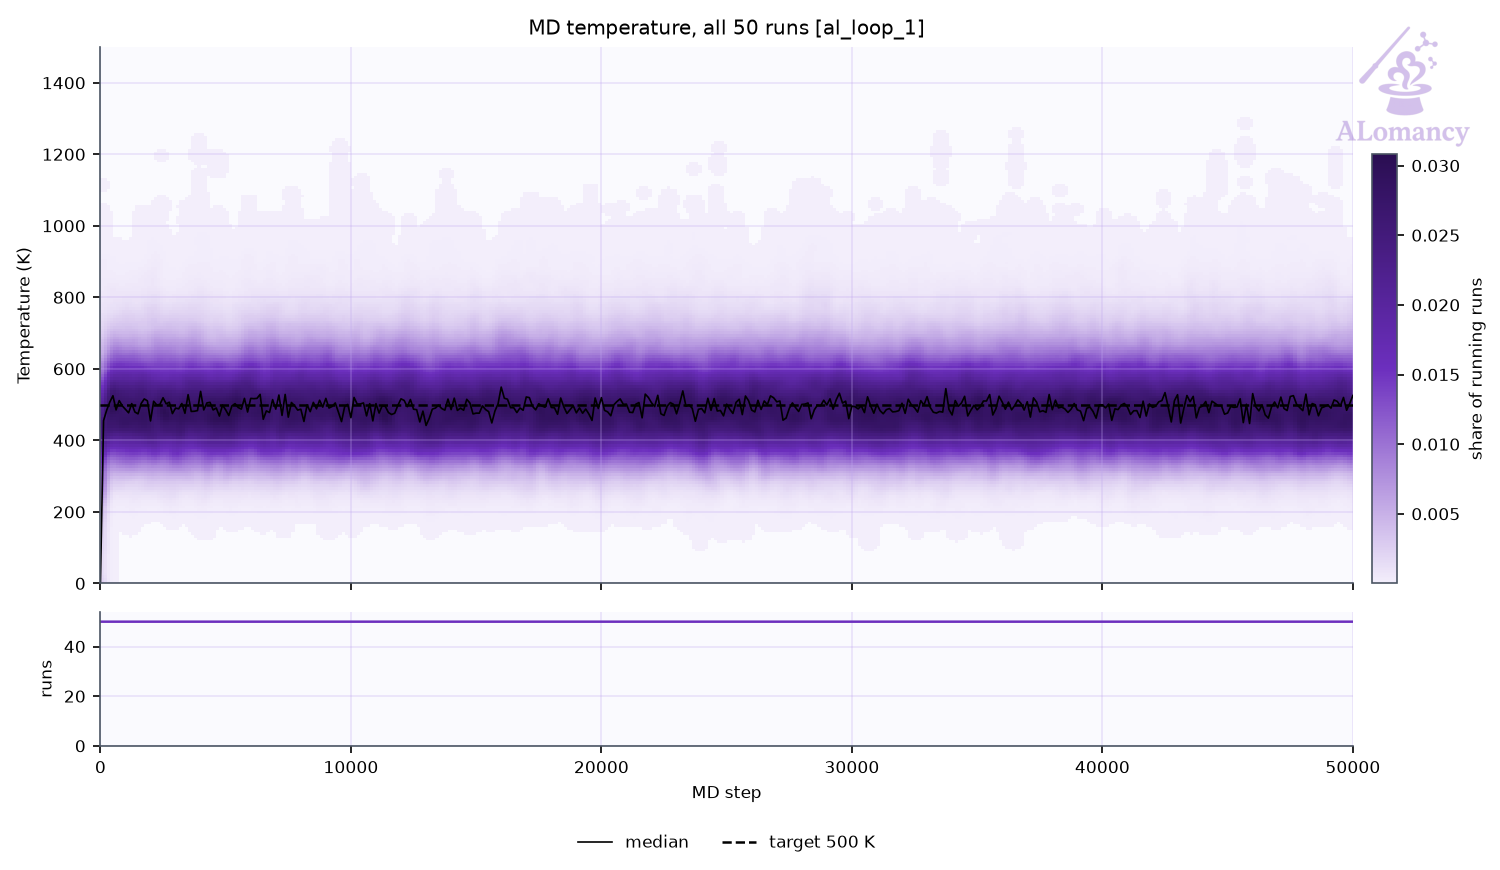 MD temperature, all 50 runs [al_loop_1]
ALomancy
Temperature (K)
1400
1200
1000
800
600
400
200
0
0.030
0.025
0.020
0.015
0.010
0.005
share of running runs
runs
40
20
0
0 10000 20000 30000 40000 50000
MD step
median target 500 K